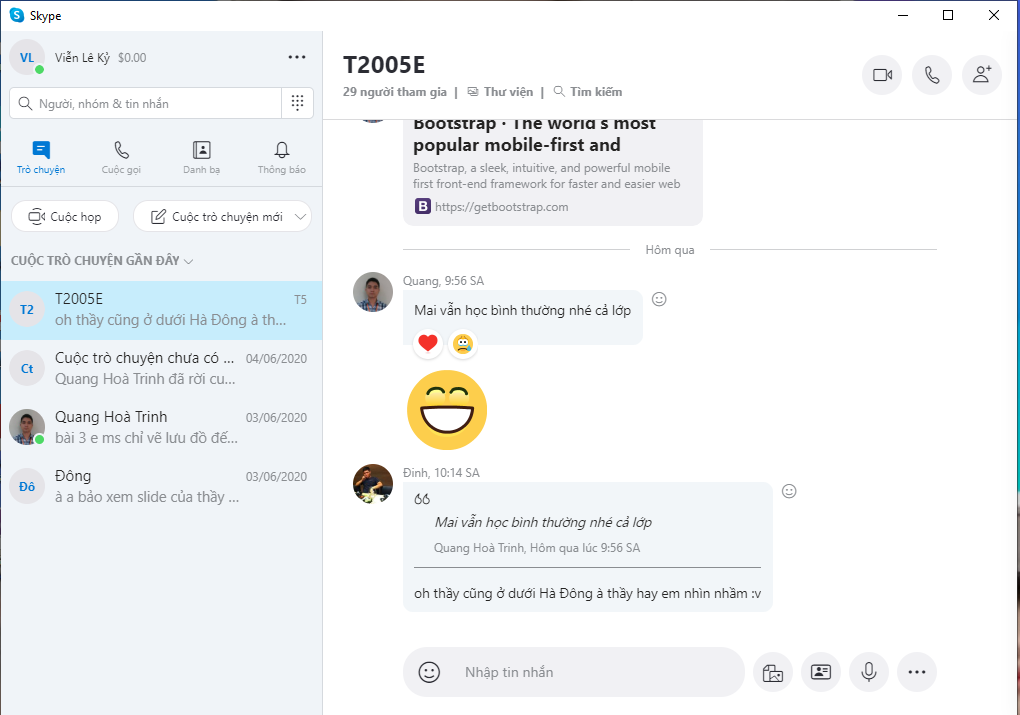 Skype
VL Viễn Lê Kỷ $0.00
Người, nhóm & tin nhắn
Trò chuyện Cuộc gọi Danh bạ Thông báo
Cuộc họp Cuộc trò chuyện mới
CUỘC TRÒ CHUYỆN GẦN ĐÂY
T2 T2005E T5
oh thầy cũng ở dưới Hà Đông à th...
Ct Cuộc trò chuyện chưa có ... 04/06/2020
Quang Hoà Trinh đã rời cu...
Quang Hoà Trinh 03/06/2020
bài 3 e ms chỉ vẽ lưu đồ đế...
Đô Đông 03/06/2020
à a bảo xem slide của thầy ...
T2005E
29 người tham gia | Thư viện | Tìm kiếm
Bootstrap · The world's most
popular mobile-first and
Bootstrap, a sleek, intuitive, and powerful mobile
first front-end framework for faster and easier web
B https://getbootstrap.com
Hôm qua
Quang, 9:56 SA
Mai vẫn học bình thường nhé cả lớp
Đinh, 10:14 SA
Mai vẫn học bình thường nhé cả lớp
Quang Hoà Trinh, Hôm qua lúc 9:56 SA
oh thầy cũng ở dưới Hà Đông à thầy hay em nhìn nhầm :v
Nhập tin nhắn